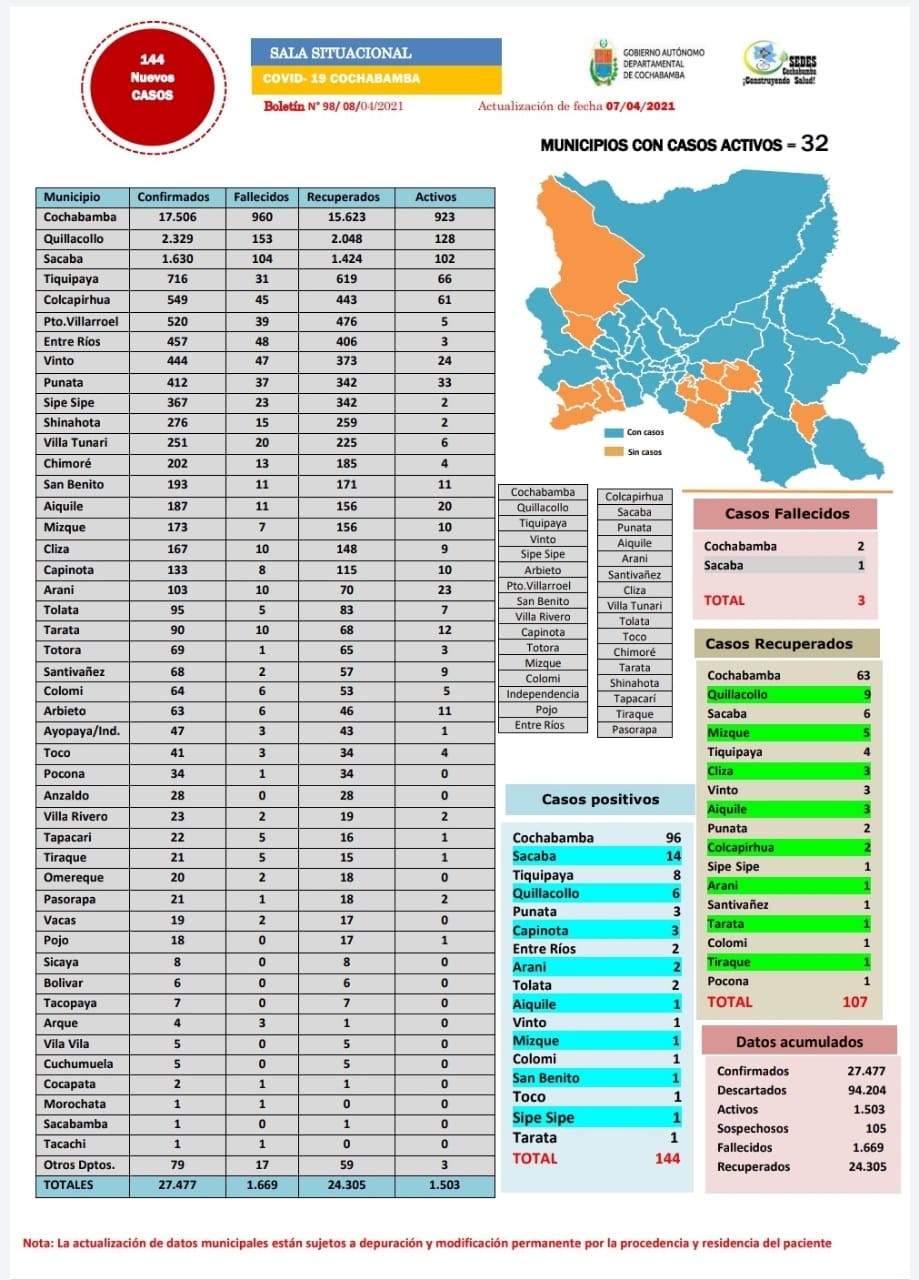 144
Nuevos
CASOS
SALA SITUACIONAL
COVID- 19 COCHABAMBA
Boletín N° 98/ 08/04/2021
Actualización de fecha 07/04/2021
GOBIERNO AUTÓNOMO
DEPARTAMENTAL
DE COCHABAMBA
SEDES
Cochabamba
¡Construyendo Salud!
MUNICIPIOS CON CASOS ACTIVOS = 32
Municipio Confirmados Fallecidos Recuperados Activos
Cochabamba 17.506 960 15.623 923
Quillacollo 2.329 153 2.048 128
Sacaba 1.630 104 1.424 102
Tiquipaya 716 31 619 66
Colcapirhua 549 45 443 61
Pto.Villarroel 520 39 476 5
Entre Ríos 457 48 406 3
Vinto 444 47 373 24
Punata 412 37 342 33
Sipe Sipe 367 23 342 2
Shinahota 276 15 259 2
Villa Tunari 251 20 225 6
Chimoré 202 13 185 4
San Benito 193 11 171 11
Aiquile 187 11 156 20
Mizque 173 7 156 10
Cliza 167 10 148 9
Capinota 133 8 115 10
Arani 103 10 70 23
Tolata 95 5 83 7
Tarata 90 10 68 12
Totora 69 1 65 3
Santivañez 68 2 57 9
Colomi 64 6 53 5
Arbieto 63 6 46 11
Ayopaya/Ind. 47 3 43 1
Toco 41 3 34 4
Pocona 34 1 34 0
Anzaldo 28 0 28 0
Villa Rivero 23 2 19 2
Tapacari 22 5 16 1
Tiraque 21 5 15 1
Omereque 20 2 18 0
Pasorapa 21 1 18 2
Vacas 19 2 17 0
Pojo 18 0 17 1
Sicaya 8 0 8 0
Bolivar 6 0 6 0
Tacopaya 7 0 7 0
Arque 4 3 1 0
Vila Vila 5 0 5 0
Cuchumuela 5 0 5 0
Cocapata 2 1 1 0
Morochata 1 1 0 0
Sacabamba 1 0 1 0
Tacachi 1 1 0 0
Otros Dptos. 79 17 59 3
TOTALES 27.477 1.669 24.305 1.503
Con casos
Sin casos
Cochabamba
Quillacollo
Tiquipaya
Vinto
Sipe Sipe
Arbieto
Pto.Villarroel
San Benito
Villa Rivero
Capinota
Totora
Mizque
Colomi
Independencia
Pojo
Entre Ríos
Colcapirhua
Sacaba
Punata
Aiquile
Arani
Santivañez
Cliza
Villa Tunari
Tolata
Toco
Chimoré
Tarata
Shinahota
Tapacarí
Tiraque
Pasorapa
Casos positivos
Cochabamba 96
Sacaba 14
Tiquipaya 8
Quillacollo 6
Punata 3
Capinota 3
Entre Ríos 2
Arani 2
Tolata 2
Aiquile 1
Vinto 1
Mizque 1
Colomi 1
San Benito 1
Toco 1
Sipe Sipe 1
Tarata 1
TOTAL 144
Casos Fallecidos
Cochabamba 2
Sacaba 1
TOTAL 3
Casos Recuperados
Cochabamba 63
Quillacollo 9
Sacaba 6
Mizque 5
Tiquipaya 4
Cliza 3
Vinto 3
Aiquile 3
Punata 2
Colcapirhua 2
Sipe Sipe 1
Arani 1
Santivañez 1
Tarata 1
Colomi 1
Tiraque 1
Pocona 1
TOTAL 107
Datos acumulados
Confirmados 27.477
Descartados 94.204
Activos 1.503
Sospechosos 105
Fallecidos 1.669
Recuperados 24.305
Nota: La actualización de datos municipales están sujetos a depuración y modificación permanente por la procedencia y residencia del paciente